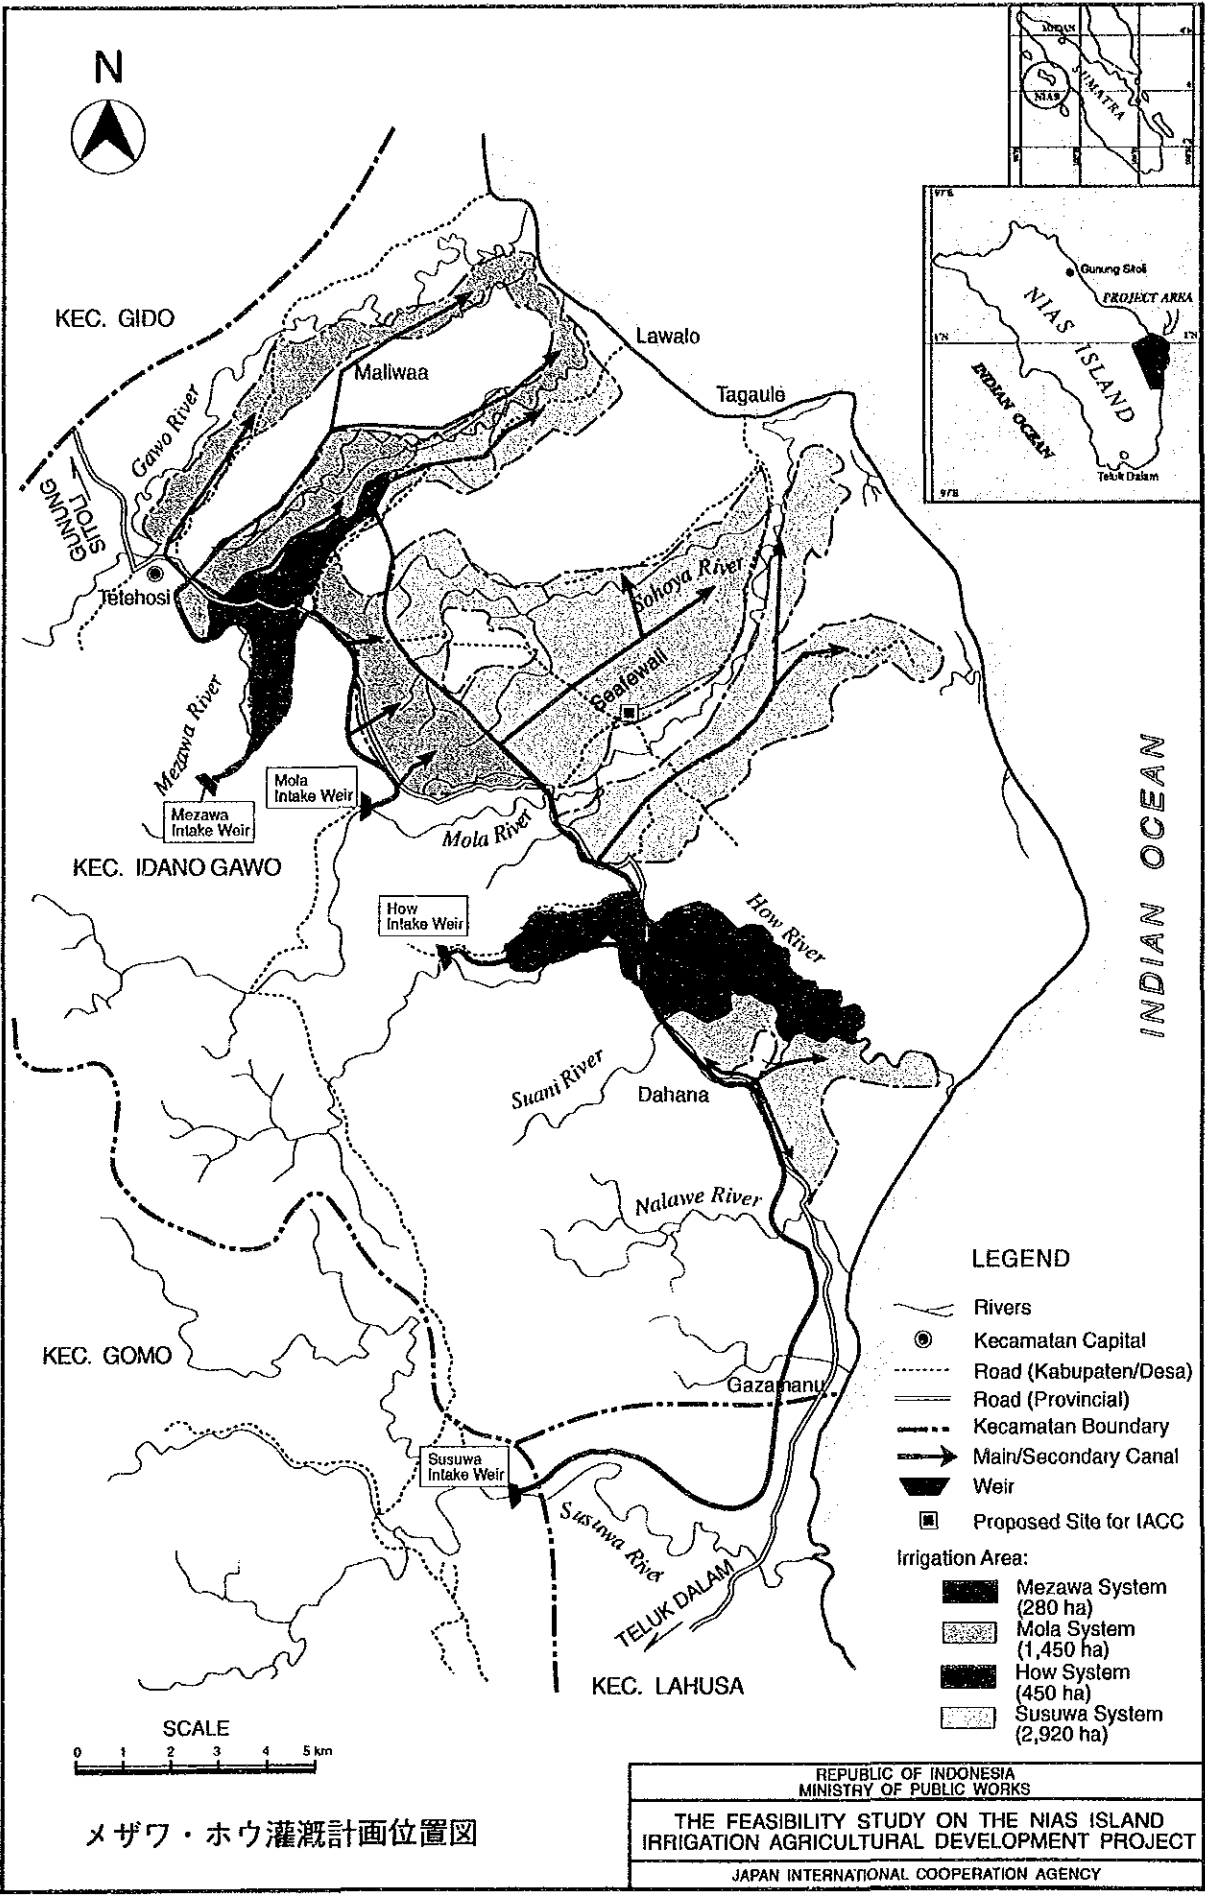 N
MEDAN
NIAS
SUMATRA
97°E
Gunung Sitoli
PROJECT AREA
NIAS
ISLAND
1°N
1°N
INDIAN OCEAN
Teluk Dalam
97°E
KEC. GIDO
Lawalo
Maliwaa
Tagaule
Gawo River
GUNUNG
SITOLI
Tetehosi
Sohoya River
Sealewali
Mezawa River
Mola
Intake Weir
Mezawa
Intake Weir
Mola River
KEC. IDANO GAWO
How
Intake Weir
How River
INDIAN OCEAN
Suani River
Dahana
Nalawe River
KEC. GOMO
Gazamanu
Susuwa
Intake Weir
Susuwa River
TELUK DALAM
KEC. LAHUSA
LEGEND
Rivers
Kecamatan Capital
Road (Kabupaten/Desa)
Road (Provincial)
Kecamatan Boundary
Main/Secondary Canal
Weir
Proposed Site for IACC
Irrigation Area:
Mezawa System
(280 ha)
Mola System
(1,450 ha)
How System
(450 ha)
Susuwa System
(2,920 ha)
SCALE
0 1 2 3 4 5 km
メザワ・ホウ灌漑計画位置図
REPUBLIC OF INDONESIA
MINISTRY OF PUBLIC WORKS
THE FEASIBILITY STUDY ON THE NIAS ISLAND
IRRIGATION AGRICULTURAL DEVELOPMENT PROJECT
JAPAN INTERNATIONAL COOPERATION AGENCY